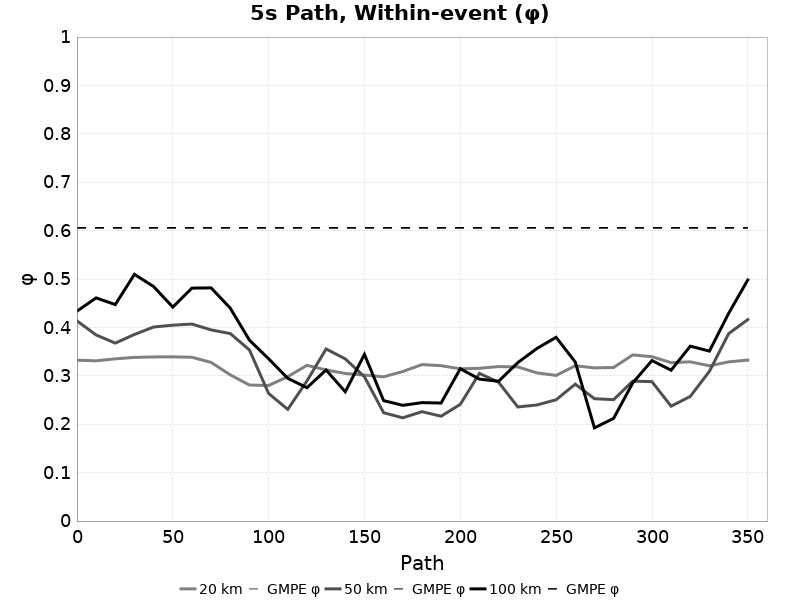 5s Path, Within-event (φ)
1
0.9
0.8
0.7
0.6
0.5
0.4
0.3
0.2
0.1
0
φ
0 50 100 150 200 250 300 350
Path
20 km GMPE φ 50 km GMPE φ 100 km GMPE φ